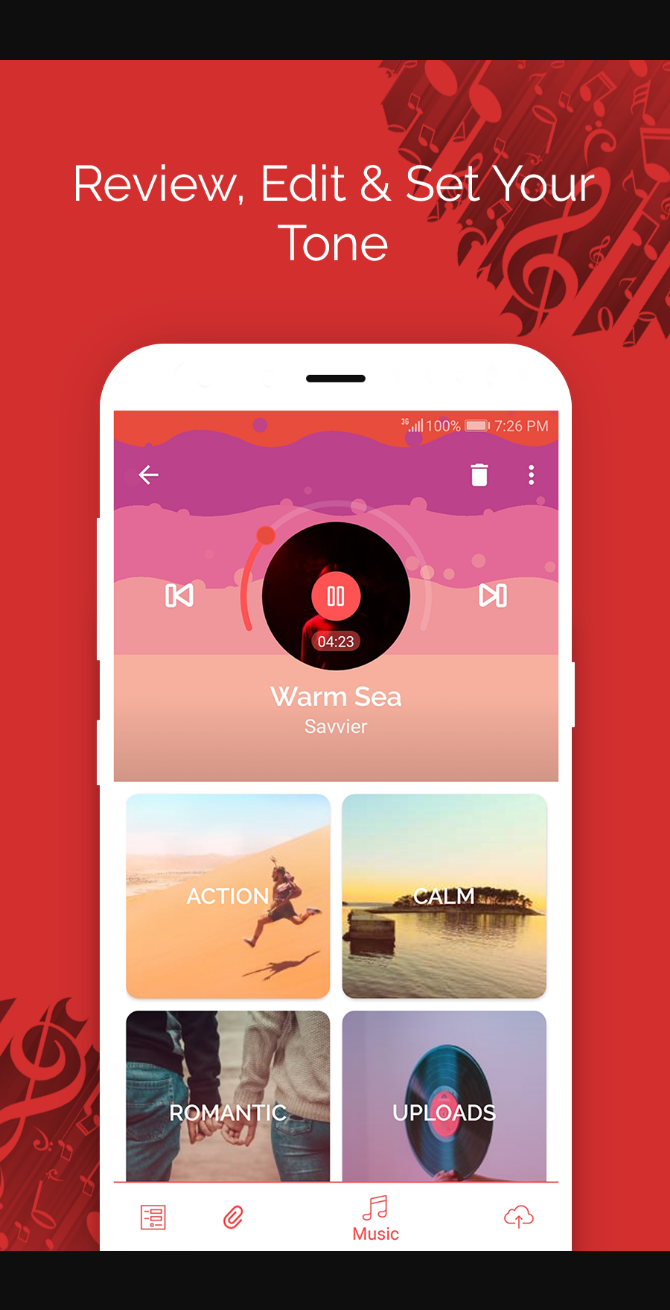 Review, Edit & Set Your
Tone
3G 100% 7:26 PM
04:23
Warm Sea
Savvier
ACTION
CALM
ROMANTIC
UPLOADS
Music